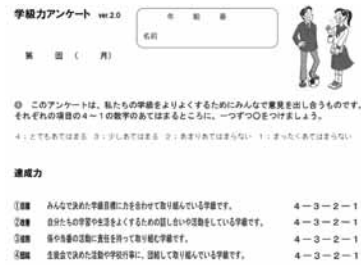 学級力アンケート ver.2.0
年 組 番
名前
第 回 ( 月)
◎ このアンケートは、私たちの学級をよりよくするためにみんなで意見を出し合うものです。
それぞれの項目の4～1の数字のあてはまるところに、一つずつ○をつけましょう。
4：とてもあてはまる 3：少しあてはまる 2：あまりあてはまらない 1：まったくあてはまらない
達成力
①目標 みんなで決めた学級目標に力を合わせて取り組んでいる学級です。 4－3－2－1
②改善 自分たちの学習や生活をよくするための話し合いや活動をしている学級です。 4－3－2－1
③役割 係や当番の活動に責任を持って取り組む学級です。 4－3－2－1
④団結 生徒会で決めた活動や学校行事に、団結して取り組んでいる学級です。 4－3－2－1